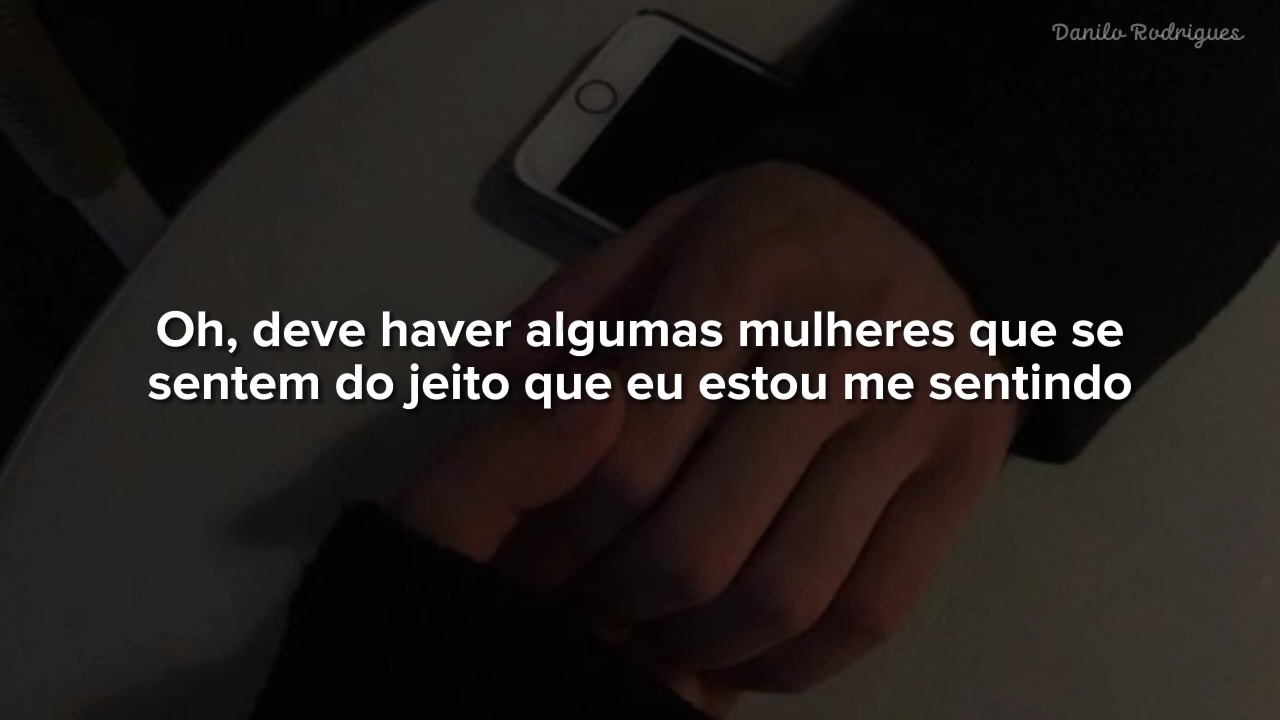 Danilo Rodrigues
Oh, deve haver algumas mulheres que se
sentem do jeito que eu estou me sentindo